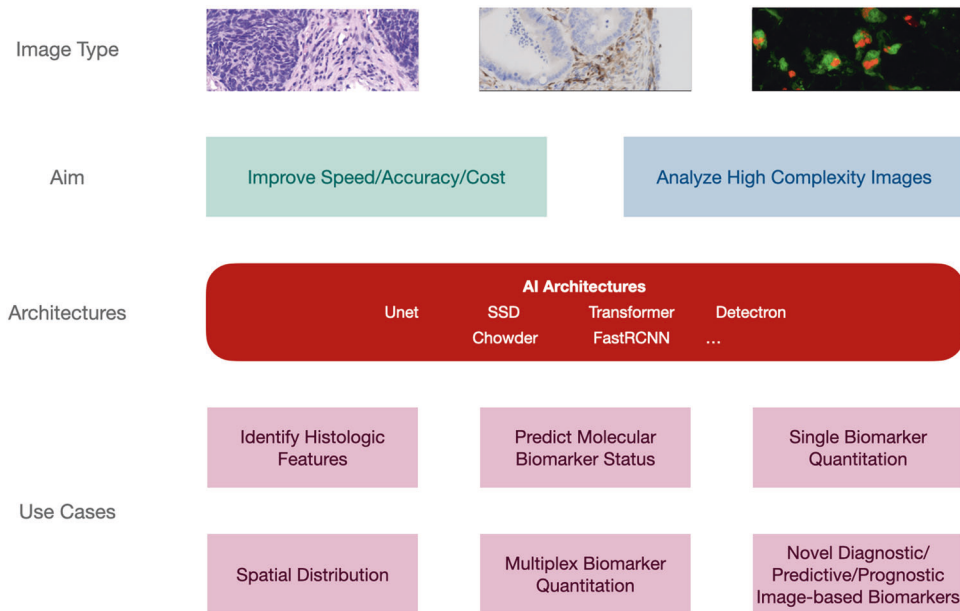 Image Type
Aim
Improve Speed/Accuracy/Cost
Analyze High Complexity Images
Architectures
AI Architectures
Unet SSD Transformer Detectron
Chowder FastRCNN ...
Use Cases
Identify Histologic
Features
Predict Molecular
Biomarker Status
Single Biomarker
Quantitation
Spatial Distribution
Multiplex Biomarker
Quantitation
Novel Diagnostic/
Predictive/Prognostic
Image-based Biomarkers